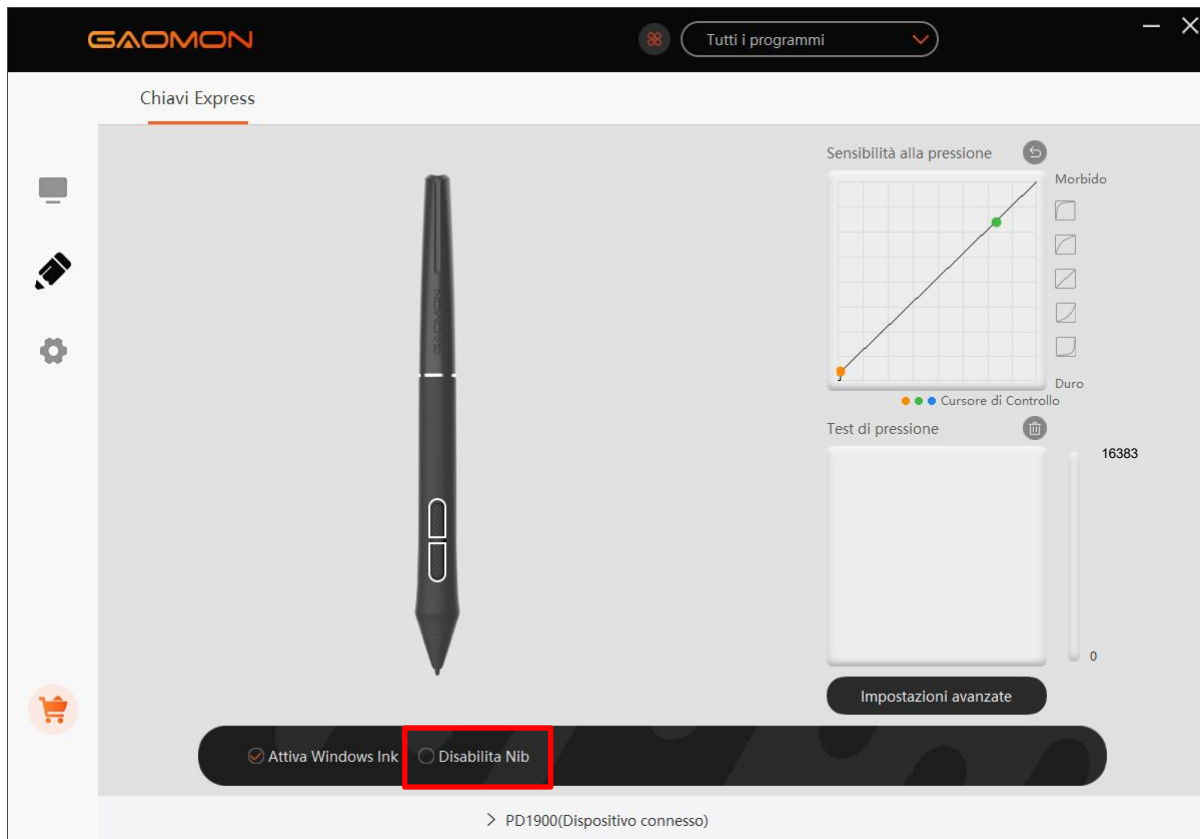 GAOMON
Tutti i programmi
Chiavi Express
Sensibilità alla pressione
Morbido
GAOMON
Duro
Cursore di Controllo
Test di pressione
16383
0
Impostazioni avanzate
Attiva Windows Ink
Disabilita Nib
PD1900(Dispositivo connesso)